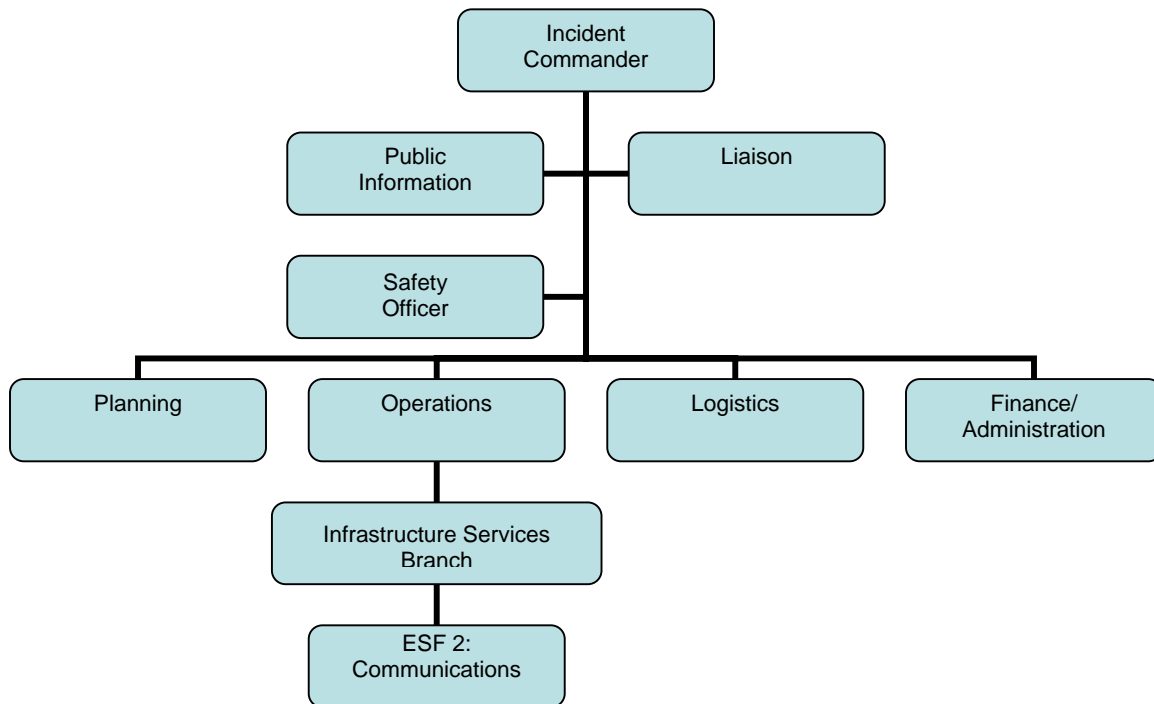 Incident
Commander
Public
Information
Liaison
Safety
Officer
Planning
Operations
Logistics
Finance/
Administration
Infrastructure Services
Branch
ESF 2:
Communications